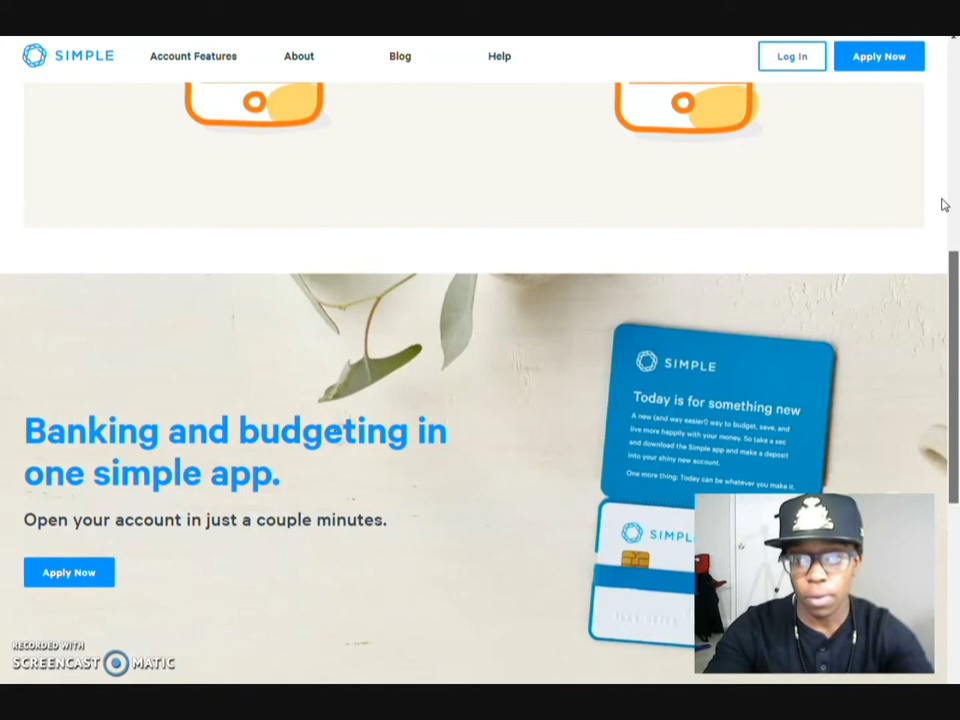 SIMPLE
Account Features
About
Blog
Help
Log In
Apply Now
SIMPLE
Today is for something new
A new (and way easier!) way to budget, save, and
live more happily with your money. So take a sec
and download the Simple app and make a deposit
into your shiny new account.
One more thing: Today can be whatever you make it.
Banking and budgeting in
one simple app.
Open your account in just a couple minutes.
Apply Now
RECORDED WITH
SCREENCAST MATIC